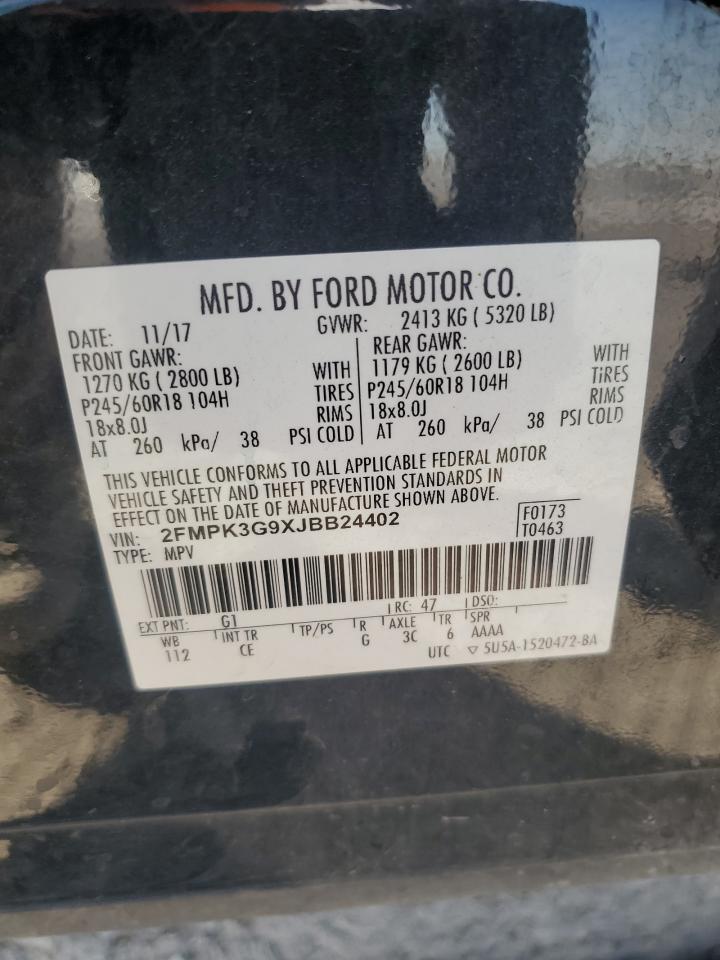 MFD. BY FORD MOTOR CO.
DATE: 11/17 GVWR: 2413 KG ( 5320 LB)
FRONT GAWR: REAR GAWR:
1270 KG ( 2800 LB) WITH 1179 KG ( 2600 LB) WITH
P245/60R18 104H TIRES P245/60R18 104H TIRES
18x8.0J RIMS 18x8.0J RIMS
AT 260 kPa/ 38 PSI COLD AT 260 kPa/ 38 PSI COLD
THIS VEHICLE CONFORMS TO ALL APPLICABLE FEDERAL MOTOR
VEHICLE SAFETY AND THEFT PREVENTION STANDARDS IN
EFFECT ON THE DATE OF MANUFACTURE SHOWN ABOVE.
VIN: 2FMPK3G9XJBB24402 F0173
TYPE: MPV T0463
EXT PNT: G1 RC: 47 DSO:
WB INT TR TP/PS R AXLE TR SPR
112 CE G 3C 6 AAAA
UTC ▽ 5U5A-1520472-BA